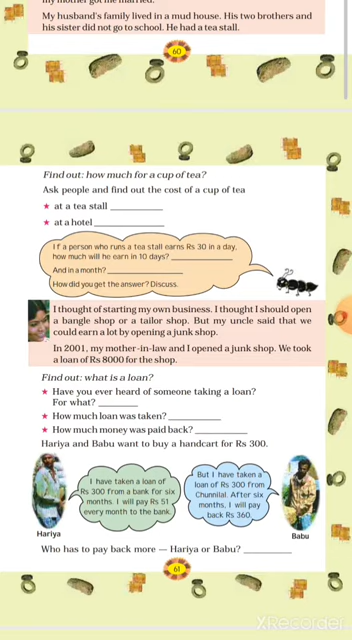 My husband's family lived in a mud house. His two brothers and
his sister did not go to school. He had a tea stall.
60
Find out: how much for a cup of tea?
Ask people and find out the cost of a cup of tea
★ at a tea stall ___________
★ at a hotel _______________
If a person who runs a tea stall earns Rs 30 in a day,
how much will he earn in 10 days? _______________
And in a month? __________________
How did you get the answer? Discuss.
I thought of starting my own business. I thought I should open
a bangle shop or a tailor shop. But my uncle said that we
could earn a lot by opening a junk shop.
In 2001, my mother-in-law and I opened a junk shop. We took
a loan of Rs 8000 for the shop.
Find out: what is a loan?
★ Have you ever heard of someone taking a loan?
For what? ________
★ How much loan was taken? ___________
★ How much money was paid back? ___________
Hariya and Babu want to buy a handcart for Rs 300.
I have taken a loan of
Rs 300 from a bank for six
months. I will pay Rs 51
every month to the bank.
But I have taken a
loan of Rs 300 from
Chunnilal. After six
months, I will pay
back Rs 360.
Hariya
Babu
Who has to pay back more — Hariya or Babu? __________
61
XRecorder